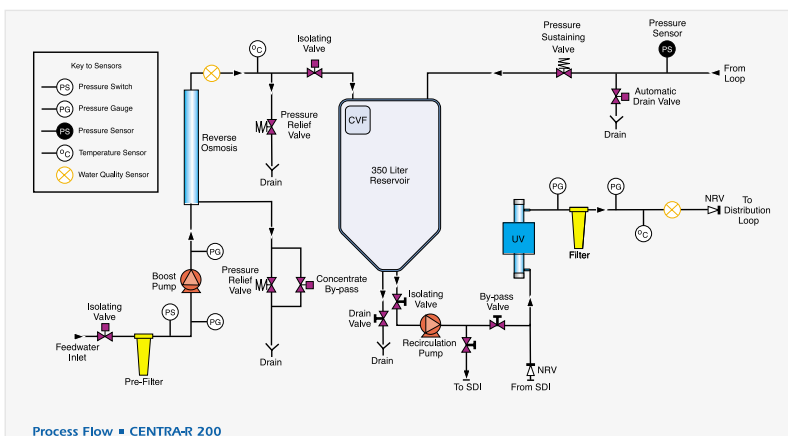 Key to Sensors
PS Pressure Switch
PG Pressure Gauge
PS Pressure Sensor
°C Temperature Sensor
Water Quality Sensor
Isolating
Valve
°C
Reverse
Osmosis
Pressure
Relief
Valve
Drain
CVF
350 Liter
Reservoir
Pressure
Sustaining
Valve
Pressure
Sensor
PS
From
Loop
Automatic
Drain Valve
Drain
PG
Boost
Pump
Isolating
Valve
PS
PG
Feedwater
Inlet
Pre-Filter
Pressure
Relief
Valve
Concentrate
By-pass
Drain
Drain
Valve
Drain
Isolating
Valve
Recirculation
Pump
By-pass
Valve
To SDI
NRV
From SDI
UV
PG
PG
Filter
°C
NRV
To
Distribution
Loop
Process Flow ▪ CENTRA-R 200